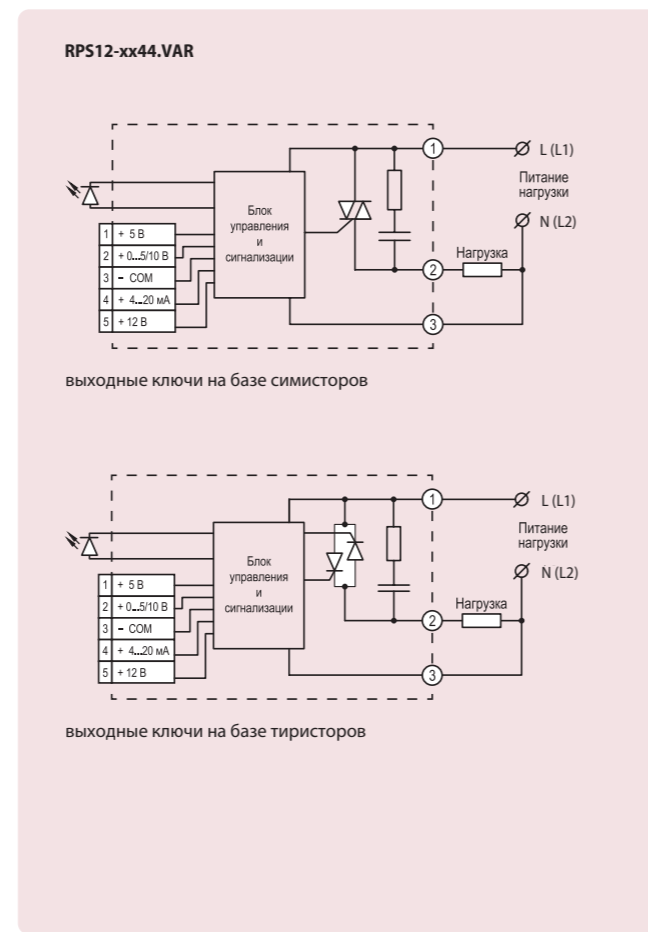 RPS12-xx44.VAR
1
L (L1)
Питание
нагрузки
N (L2)
Блок
управления
и
сигнализации
1 + 5 В
2 + 0...5/10 В
3 – COM
4 + 4...20 мА
5 + 12 В
2
Нагрузка
3
выходные ключи на базе симисторов
1
L (L1)
Питание
нагрузки
N (L2)
Блок
управления
и
сигнализации
1 + 5 В
2 + 0...5/10 В
3 – COM
4 + 4...20 мА
5 + 12 В
2
Нагрузка
3
выходные ключи на базе тиристоров